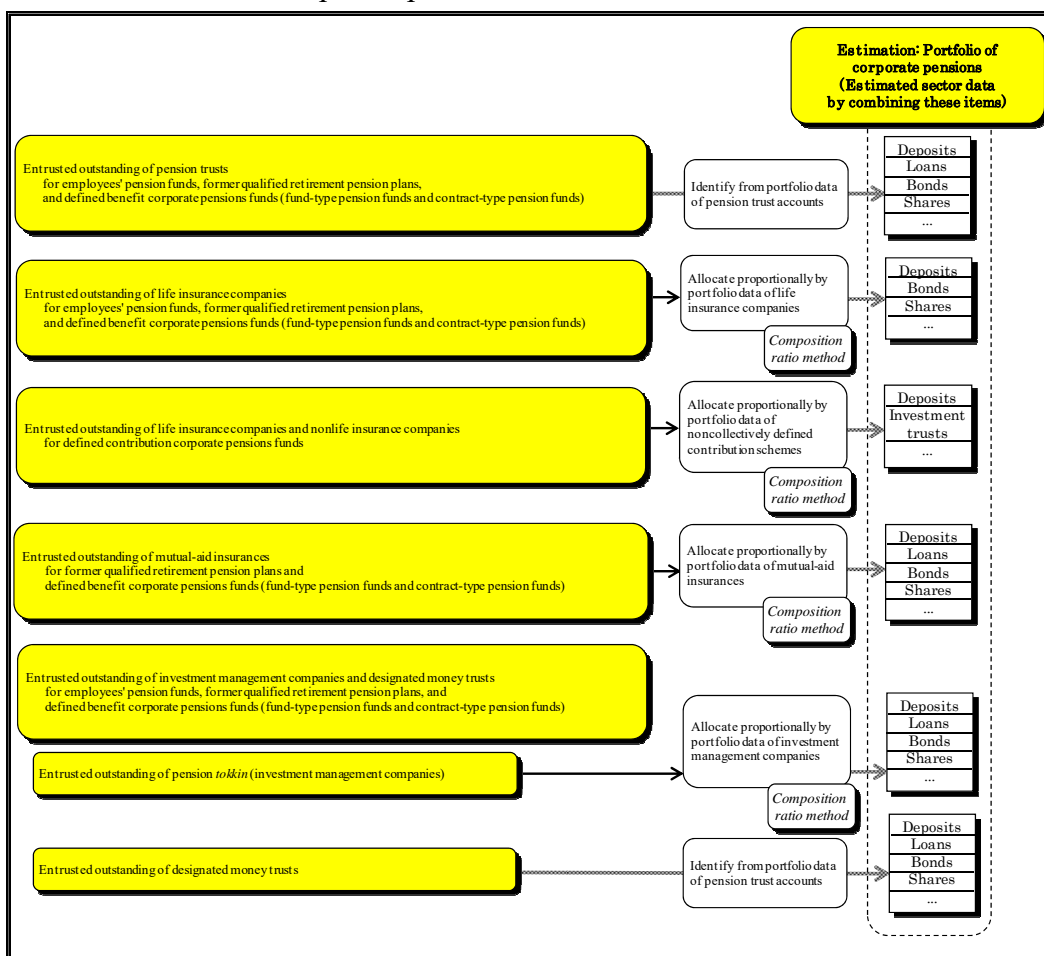 Estimation: Portfolio of
corporate pensions
(Estimated sector data
by combining these items)
Entrusted outstanding of pension trusts
for employees' pension funds, former qualified retirement pension plans,
and defined benefit corporate pensions funds (fund-type pension funds and contract-type pension funds)
Identify from portfolio data
of pension trust accounts
Deposits
Loans
Bonds
Shares
...
Entrusted outstanding of life insurance companies
for employees' pension funds, former qualified retirement pension plans,
and defined benefit corporate pensions funds (fund-type pension funds and contract-type pension funds)
Allocate proportionally by
portfolio data of life
insurance companies
Composition
ratio method
Deposits
Bonds
Shares
...
Entrusted outstanding of life insurance companies and nonlife insurance companies
for defined contribution corporate pensions funds
Allocate proportionally by
portfolio data of
noncollectively defined
contribution schemes
Composition
ratio method
Deposits
Investment
trusts
...
Entrusted outstanding of mutual-aid insurances
for former qualified retirement pension plans and
defined benefit corporate pensions funds (fund-type pension funds and contract-type pension funds)
Allocate proportionally by
portfolio data of mutual-aid
insurances
Composition
ratio method
Deposits
Loans
Bonds
Shares
...
Entrusted outstanding of investment management companies and designated money trusts
for employees' pension funds, former qualified retirement pension plans, and
defined benefit corporate pensions funds (fund-type pension funds and contract-type pension funds)
Entrusted outstanding of pension tokkin (investment management companies)
Allocate proportionally by
portfolio data of investment
management companies
Composition
ratio method
Deposits
Loans
Bonds
Shares
...
Entrusted outstanding of designated money trusts
Identify from portfolio data
of pension trust accounts
Deposits
Loans
Bonds
Shares
...